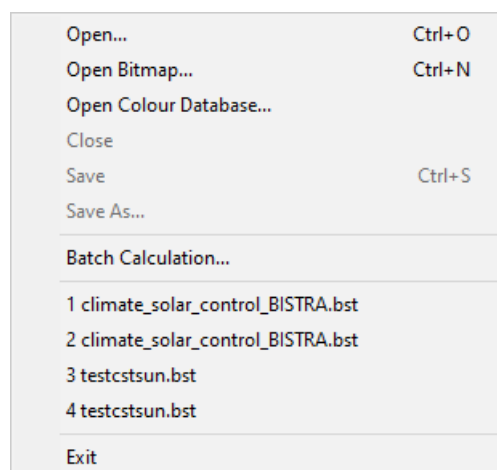 Open... Ctrl+O
Open Bitmap... Ctrl+N
Open Colour Database...
Close
Save Ctrl+S
Save As...
Batch Calculation...
1 climate_solar_control_BISTRA.bst
2 climate_solar_control_BISTRA.bst
3 testcstsun.bst
4 testcstsun.bst
Exit